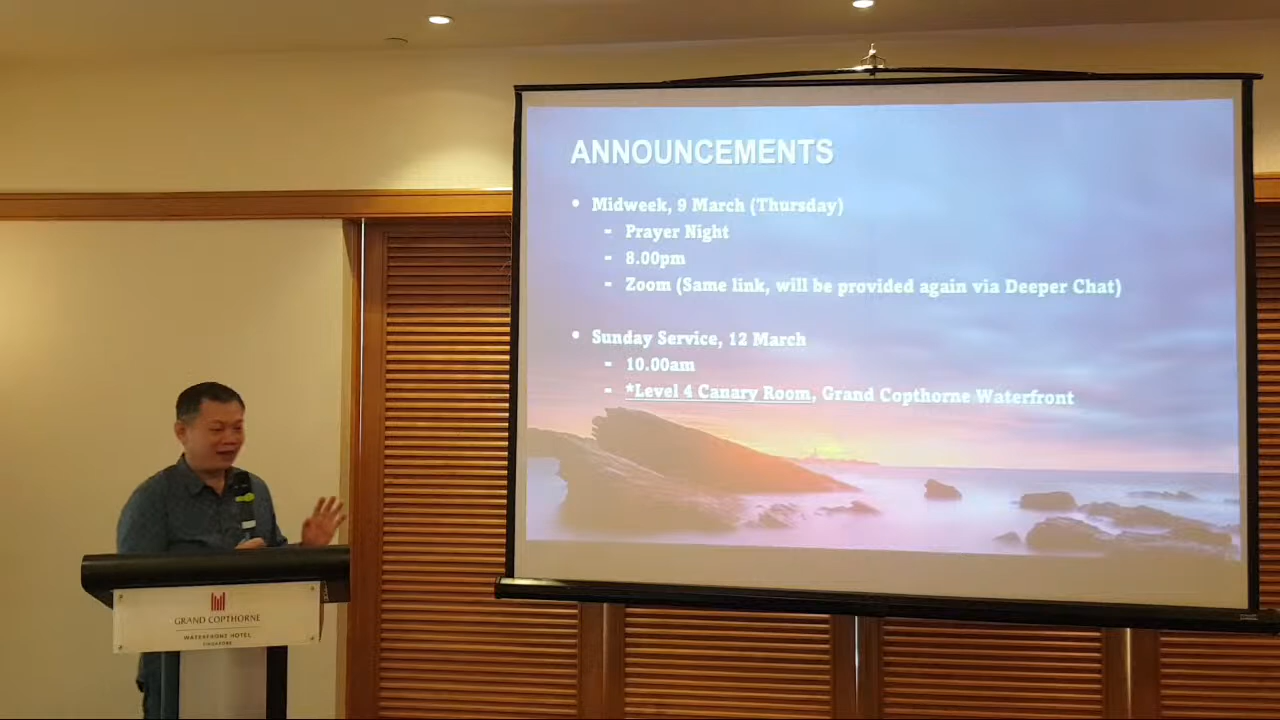 ANNOUNCEMENTS
• Midweek, 9 March (Thursday)
- Prayer Night
- 8.00pm
- Zoom (Same link, will be provided again via Deeper Chat)
• Sunday Service, 12 March
- 10.00am
- *Level 4 Canary Room, Grand Copthorne Waterfront
GRAND COPTHORNE
WATERFRONT HOTEL
SINGAPORE